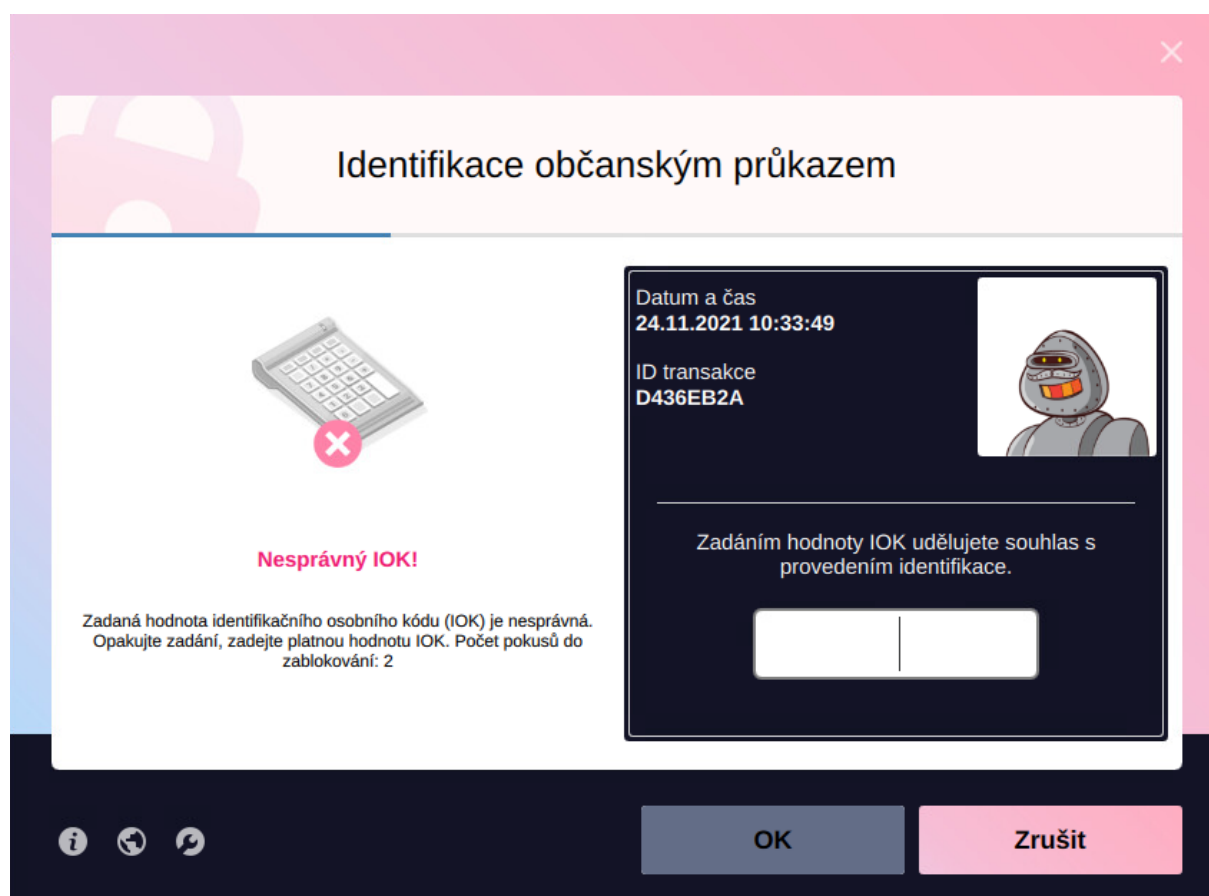 Identifikace občanským průkazem
Nesprávný IOK!
Zadaná hodnota identifikačního osobního kódu (IOK) je nesprávná.
Opakujte zadání, zadejte platnou hodnotu IOK. Počet pokusů do
zablokování: 2
Datum a čas
24.11.2021 10:33:49
ID transakce
D436EB2A
Zadáním hodnoty IOK udělujete souhlas s
provedením identifikace.
OK
Zrušit